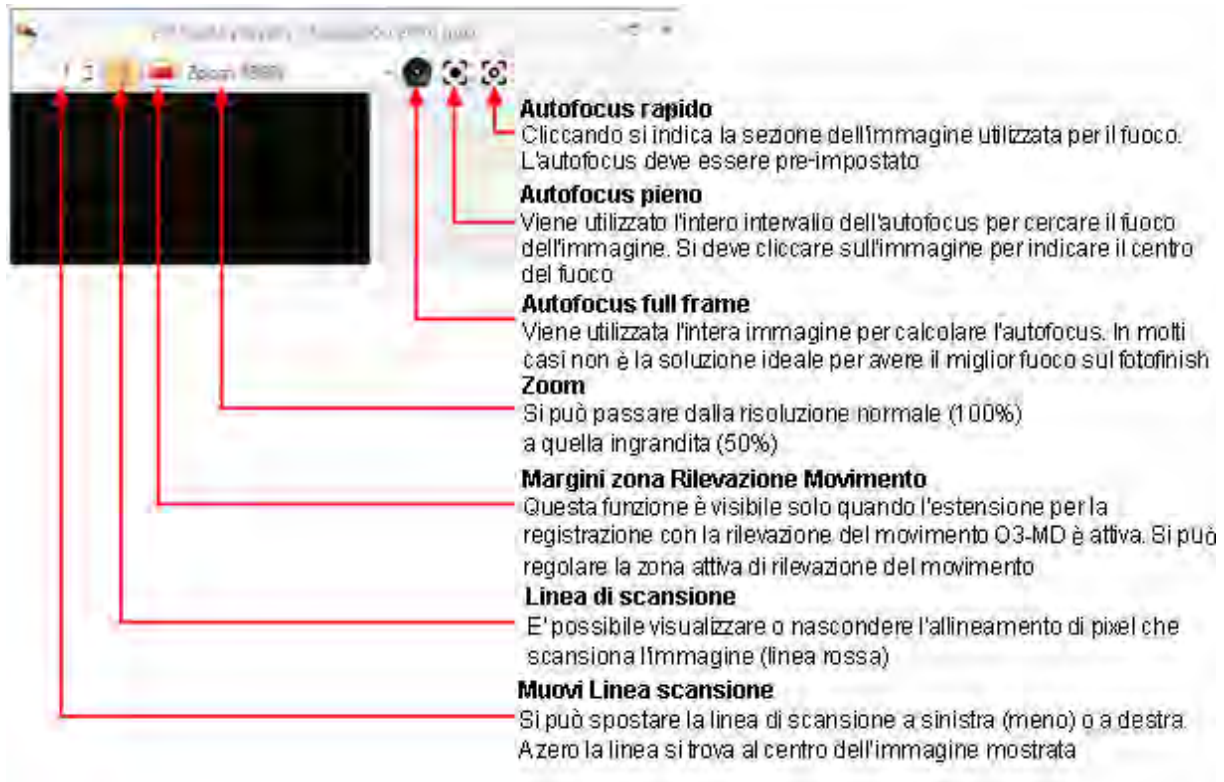 Zoom
Autofocus rapido
Cliccando si indica la sezione dell'immagine utilizzata per il fuoco.
L'autofocus deve essere pre-impostato
Autofocus pieno
Viene utilizzato l'intero intervallo dell'autofocus per cercare il fuoco
dell'immagine. Si deve cliccare sull'immagine per indicare il centro
del fuoco
Autofocus full frame
Viene utilizzata l'intera immagine per calcolare l'autofocus. In molti
casi non è la soluzione ideale per avere il miglior fuoco sul fotofinish
Zoom
Si può passare dalla risoluzione normale (100%)
a quella ingrandita (50%)
Margini zona Rilevazione Movimento
Questa funzione è visibile solo quando l'estensione per la
registrazione con la rilevazione del movimento O3-MD è attiva. Si può
regolare la zona attiva di rilevazione del movimento
Linea di scansione
E' possibile visualizzare o nascondere l'allineamento di pixel che
scansiona l'immagine (linea rossa)
Muovi Linea scansione
Si può spostare la linea di scansione a sinistra (meno) o a destra.
A zero la linea si trova al centro dell'immagine mostrata